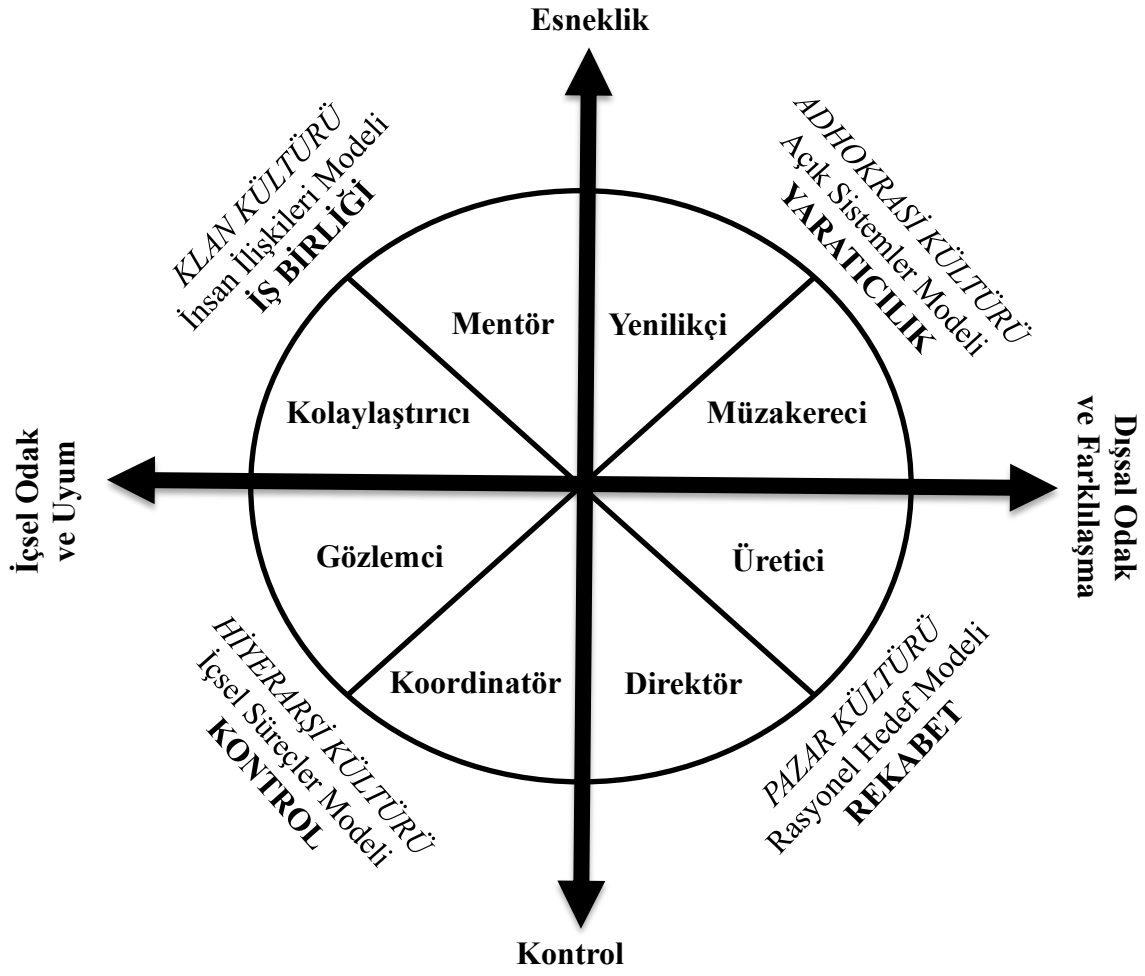 Esneklik
KLAN KÜLTÜRÜ
İnsan İlişkileri Modeli
İŞ BİRLİĞİ
ADHOKRASİ KÜLTÜRÜ
Açık Sistemler Modeli
YARATICILIK
Mentör
Yenilikçi
Kolaylaştırıcı
Müzakereci
İçsel Odak
ve Uyum
Dışsal Odak
ve Farklılaşma
Gözlemci
Üretici
Koordinatör
Direktör
HİYERARŞİ KÜLTÜRÜ
İçsel Süreçler Modeli
KONTROL
PAZAR KÜLTÜRÜ
Rasyonel Hedef Modeli
REKABET
Kontrol